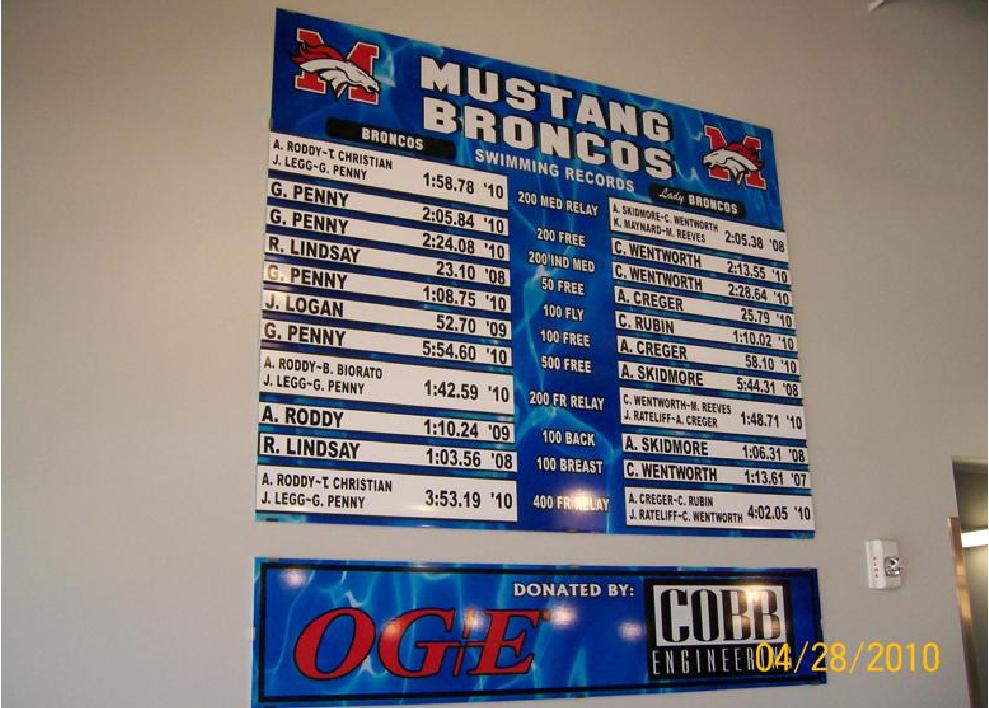 M
MUSTANG
BRONCOS
M
SWIMMING RECORDS
BRONCOS
A. RODDY~T. CHRISTIAN
J. LEGG~G. PENNY
1:58.78 '10
G. PENNY
2:05.84 '10
G. PENNY
2:24.08 '10
R. LINDSAY
23.10 '08
G. PENNY
1:08.75 '10
J. LOGAN
52.70 '09
G. PENNY
5:54.60 '10
A. RODDY~B. BIORATO
J. LEGG~G. PENNY
1:42.59 '10
A. RODDY
1:10.24 '09
R. LINDSAY
1:03.56 '08
A. RODDY~T. CHRISTIAN
J. LEGG~G. PENNY
3:53.19 '10
200 MED RELAY
200 FREE
200 IND MED
50 FREE
100 FLY
100 FREE
500 FREE
200 FR RELAY
100 BACK
100 BREAST
400 FR RELAY
Lady BRONCOS
A. SKIDMORE~C. WENTWORTH
K. MAYNARD~M. REEVES
2:05.38 '08
C. WENTWORTH
2:13.55 '10
C. WENTWORTH
2:28.64 '10
A. CREGER
25.79 '10
C. RUBIN
1:10.02 '10
A. CREGER
58.10 '10
A. SKIDMORE
5:44.31 '08
C. WENTWORTH~M. REEVES
J. RATELIFF~A. CREGER
1:48.71 '10
A. SKIDMORE
1:06.31 '08
C. WENTWORTH
1:13.61 '07
A. CREGER~C. RUBIN
J. RATELIFF~C. WENTWORTH
4:02.05 '10
DONATED BY:
OG+E
COBB
ENGINEERING
04/28/2010